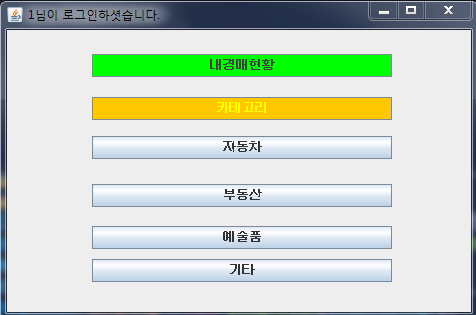 1님이 로그인하셧습니다.
내경매현황
카테고리
자동차
부동산
예술품
기타